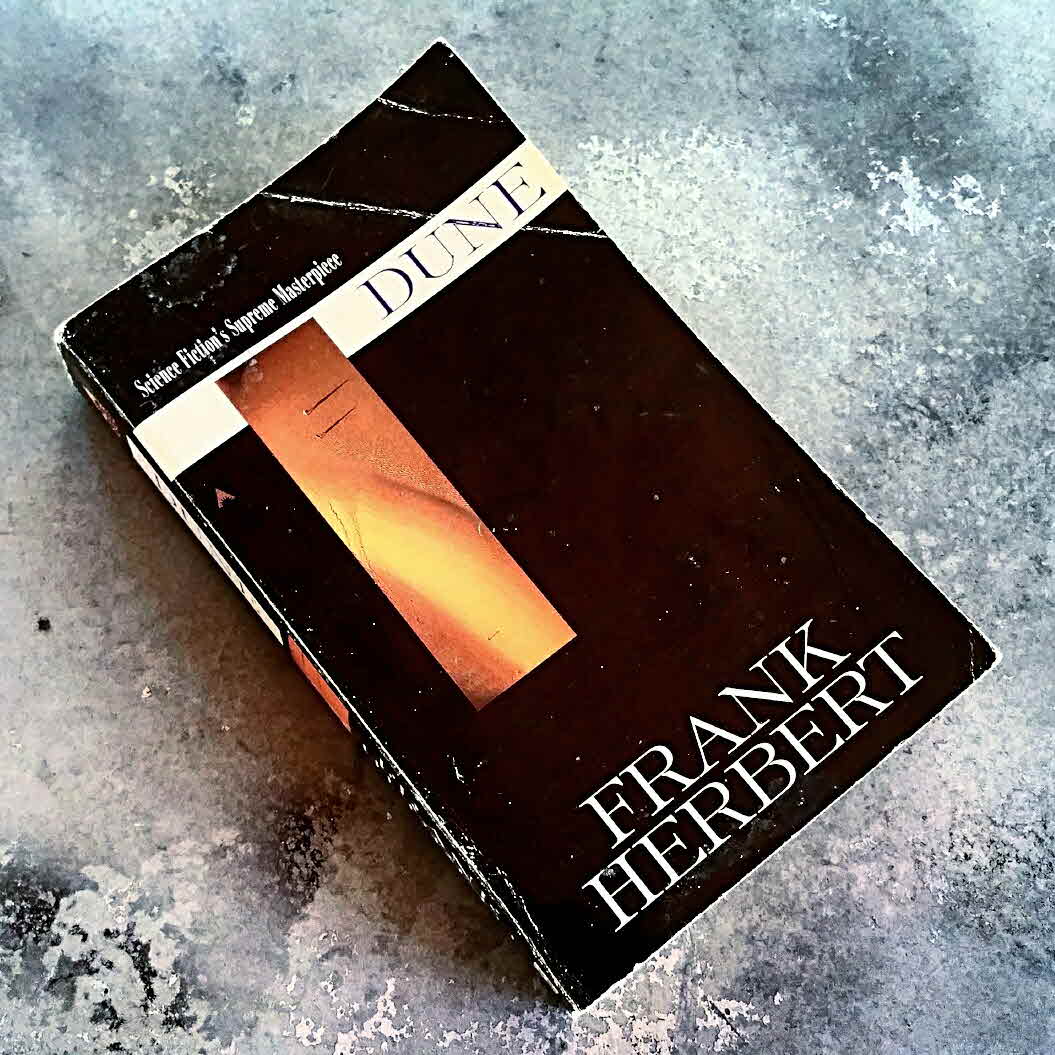 Science Fiction's Supreme Masterpiece
DUNE
FRANK
HERBERT